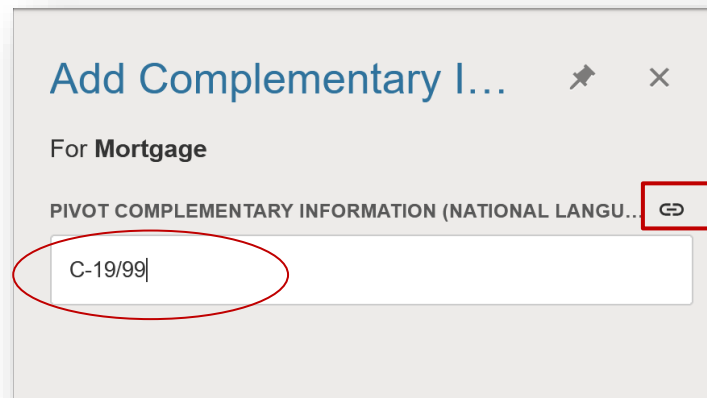 Add Complementary I...
For Mortgage
PIVOT COMPLEMENTARY INFORMATION (NATIONAL LANGU...
C-19/99